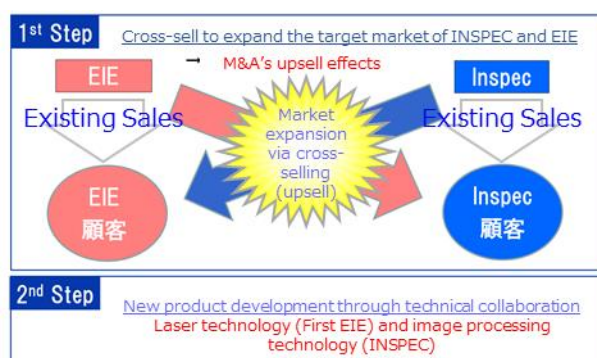 1st Step
Cross-sell to expand the target market of INSPEC and EIE
→ M&A's upsell effects
EIE
Inspec
Existing Sales
Existing Sales
Market
expansion
via cross-
selling
(upsell)
EIE
顧客
Inspec
顧客
2nd Step
New product development through technical collaboration
Laser technology (First EIE) and image processing
technology (INSPEC)